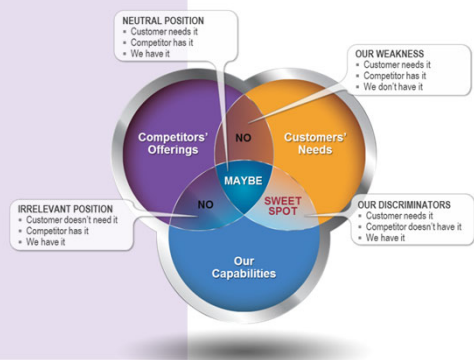 NEUTRAL POSITION
▪ Customer needs it
▪ Competitor has it
▪ We have it
OUR WEAKNESS
▪ Customer needs it
▪ Competitor has it
▪ We don't have it
Competitors'
Offerings
NO
Customers'
Needs
MAYBE
IRRELEVANT POSITION
▪ Customer doesn't need it
▪ Competitor has it
▪ We have it
NO
SWEET
SPOT
OUR DISCRIMINATORS
▪ Customer needs it
▪ Competitor doesn't have it
▪ We have it
Our
Capabilities